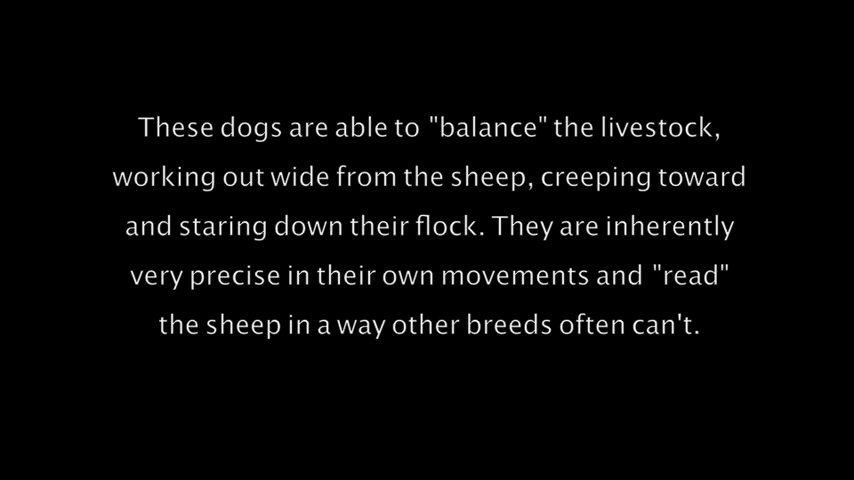 These dogs are able to "balance" the livestock,
working out wide from the sheep, creeping toward
and staring down their flock. They are inherently
very precise in their own movements and "read"
the sheep in a way other breeds often can't.